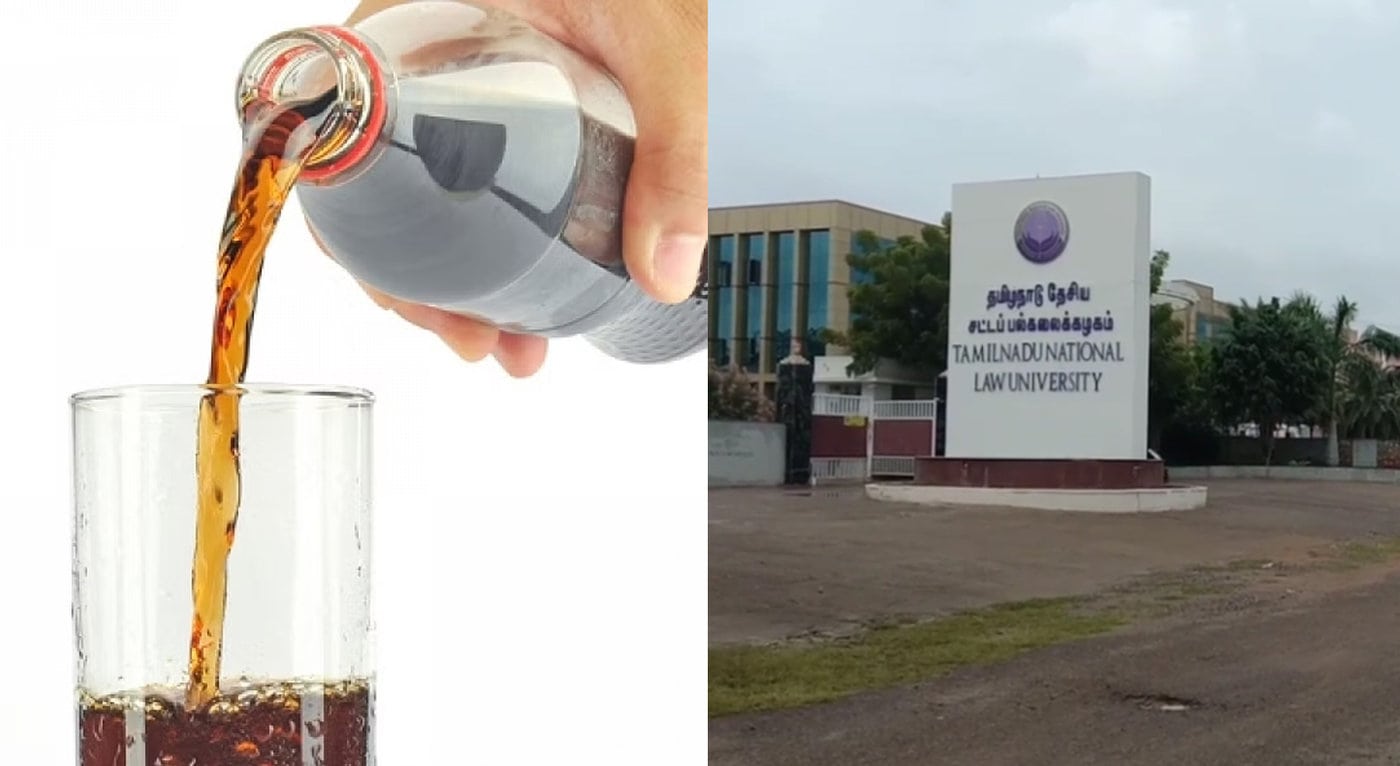 தமிழ்நாடு தேசிய
சட்டப் பல்கலைக்கழகம்
TAMILNADU NATIONAL
LAW UNIVERSITY